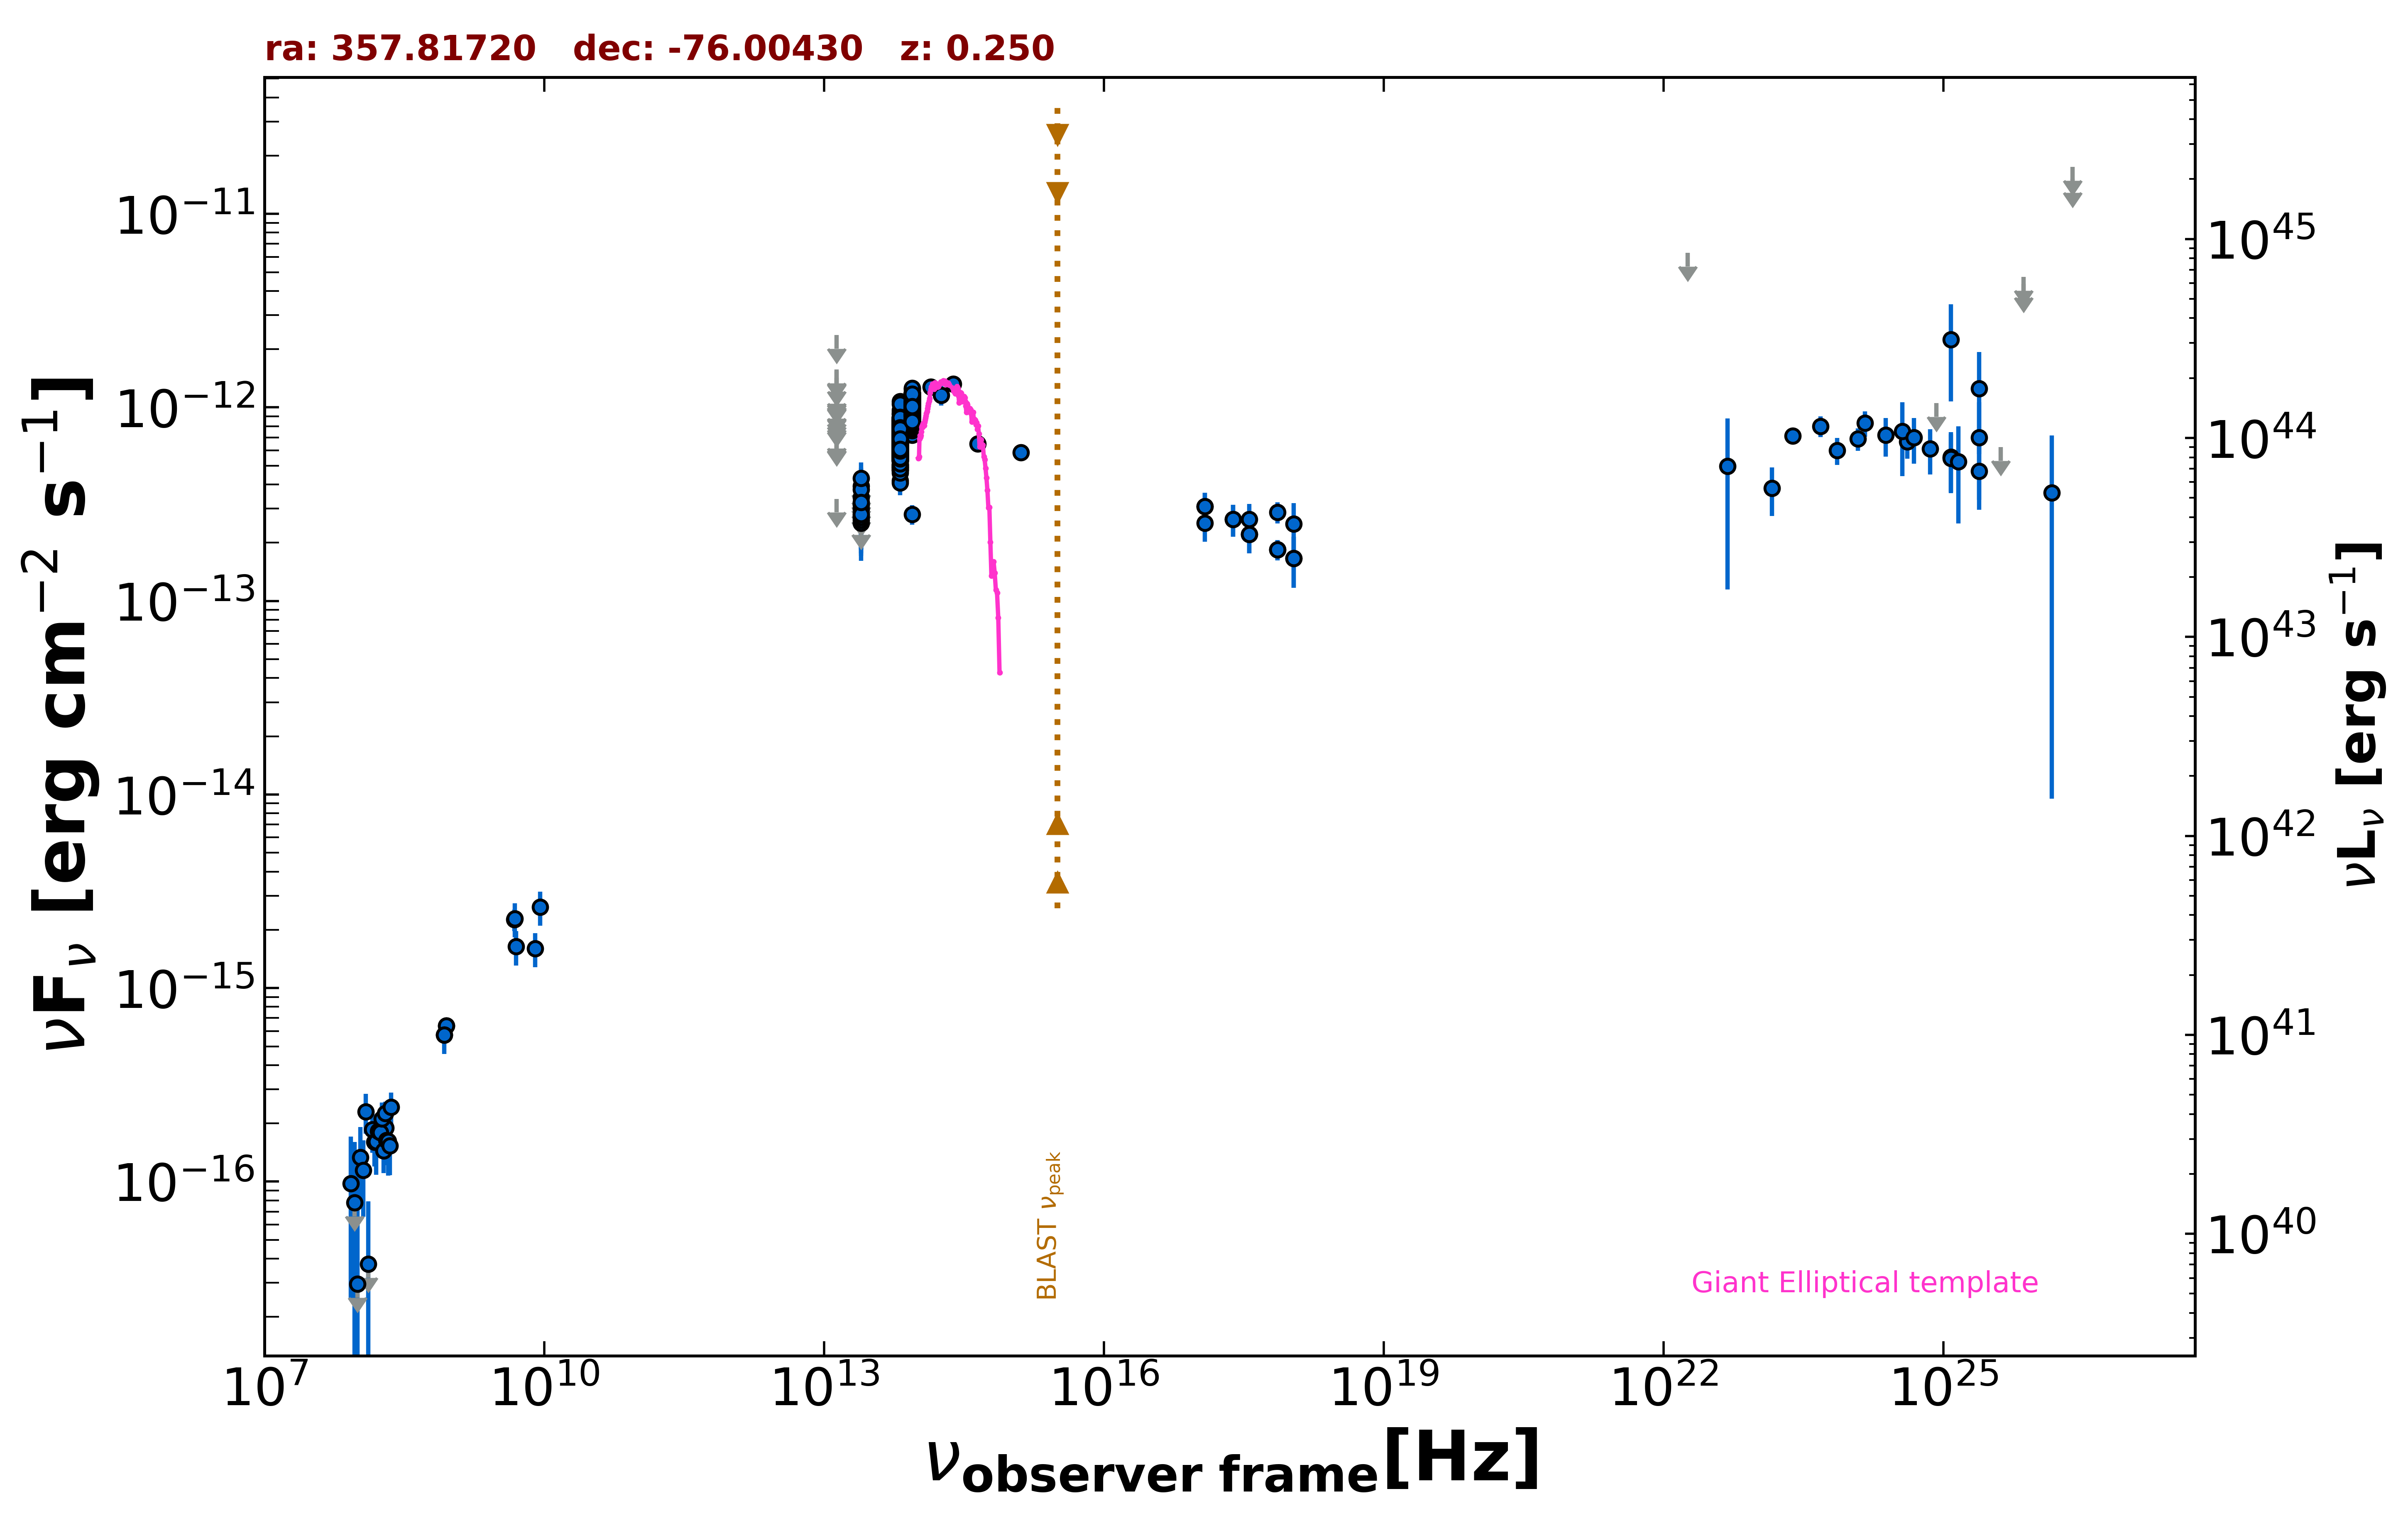 ra: 357.81720   dec: -76.00430   z: 0.250
νF_ν [erg cm^−2 s^−1]
10^−11
10^−12
10^−13
10^−14
10^−15
10^−16
10^45
10^44
10^43
10^42
10^41
10^40
νL_ν [erg s^−1]
BLAST ν_peak
Giant Elliptical template
10^7 10^10 10^13 10^16 10^19 10^22 10^25
ν_observer frame [Hz]